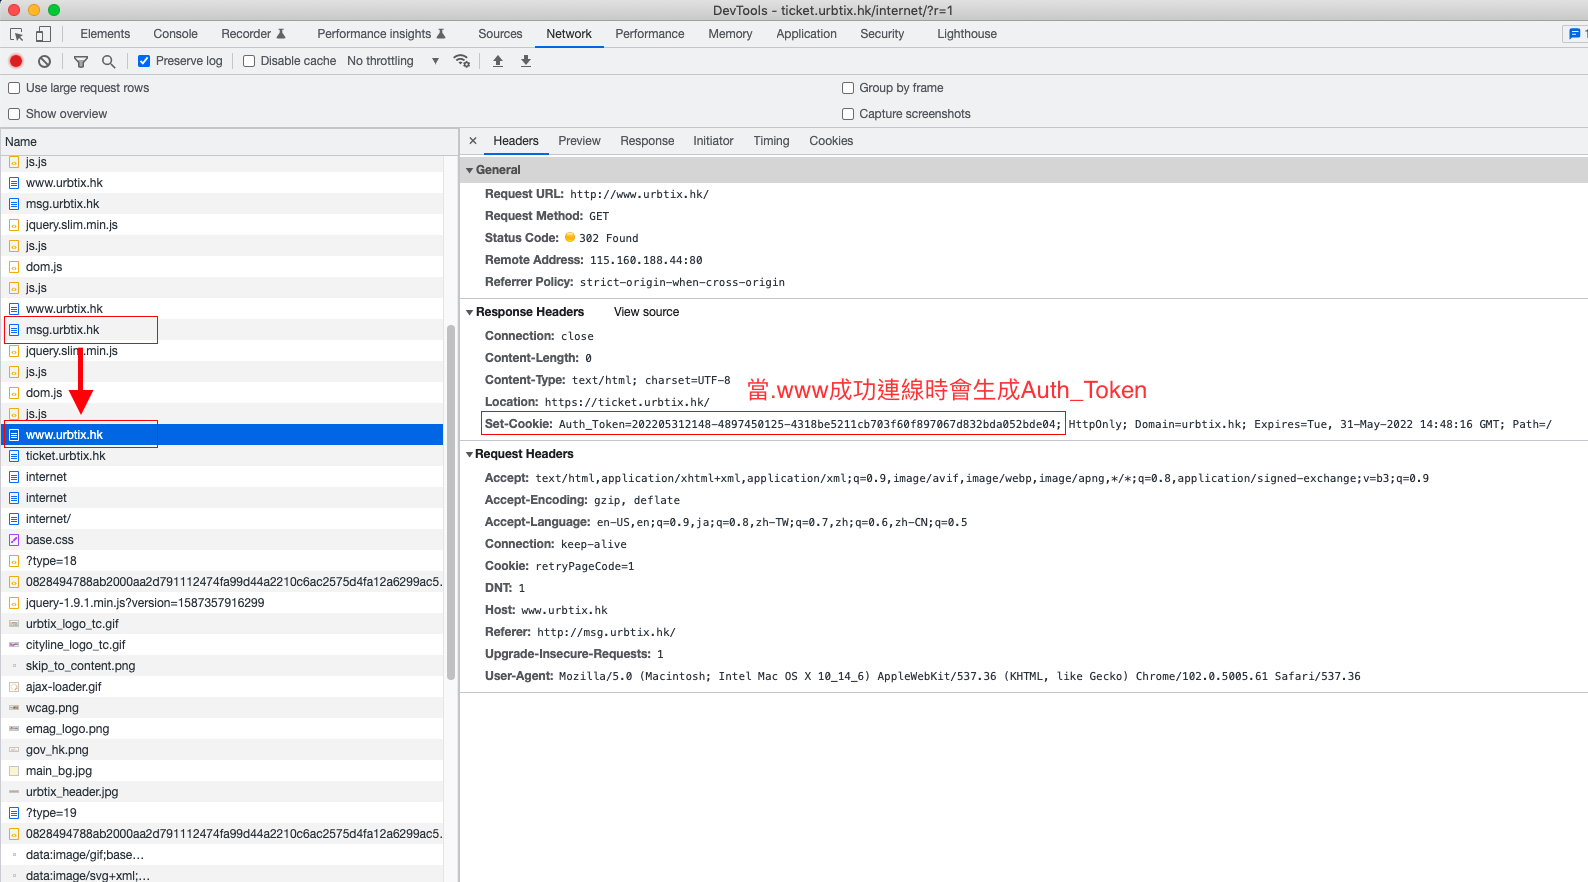 DevTools - ticket.urbtix.hk/internet/?r=1
Elements Console Recorder Performance insights Sources Network Performance Memory Application Security Lighthouse 1
Preserve log Disable cache No throttling
Use large request rows Group by frame
Show overview Capture screenshots
Name
js.js
www.urbtix.hk
msg.urbtix.hk
jquery.slim.min.js
js.js
dom.js
js.js
www.urbtix.hk
msg.urbtix.hk
jquery.slim.min.js
js.js
dom.js
js.js
www.urbtix.hk
ticket.urbtix.hk
internet
internet
internet/
base.css
?type=18
0828494788ab2000aa2d791112474fa99d44a2210c6ac2575d4fa12a6299ac5.
jquery-1.9.1.min.js?version=1587357916299
urbtix_logo_tc.gif
cityline_logo_tc.gif
skip_to_content.png
ajax-loader.gif
wcag.png
emag_logo.png
gov_hk.png
main_bg.jpg
urbtix_header.jpg
?type=19
0828494788ab2000aa2d791112474fa99d44a2210c6ac2575d4fa12a6299ac5.
data:image/gif;base…
data:image/svg+xml;…
× Headers Preview Response Initiator Timing Cookies
General
Request URL: http://www.urbtix.hk/
Request Method: GET
Status Code: 302 Found
Remote Address: 115.160.188.44:80
Referrer Policy: strict-origin-when-cross-origin
Response Headers View source
Connection: close
Content-Length: 0
Content-Type: text/html; charset=UTF-8
當.www成功連線時會生成Auth_Token
Location: https://ticket.urbtix.hk/
Set-Cookie: Auth_Token=202205312148-4897450125-4318be5211cb703f60f897067d832bda052bde04; HttpOnly; Domain=urbtix.hk; Expires=Tue, 31-May-2022 14:48:16 GMT; Path=/
Request Headers
Accept: text/html,application/xhtml+xml,application/xml;q=0.9,image/avif,image/webp,image/apng,*/*;q=0.8,application/signed-exchange;v=b3;q=0.9
Accept-Encoding: gzip, deflate
Accept-Language: en-US,en;q=0.9,ja;q=0.8,zh-TW;q=0.7,zh;q=0.6,zh-CN;q=0.5
Connection: keep-alive
Cookie: retryPageCode=1
DNT: 1
Host: www.urbtix.hk
Referer: http://msg.urbtix.hk/
Upgrade-Insecure-Requests: 1
User-Agent: Mozilla/5.0 (Macintosh; Intel Mac OS X 10_14_6) AppleWebKit/537.36 (KHTML, like Gecko) Chrome/102.0.5005.61 Safari/537.36